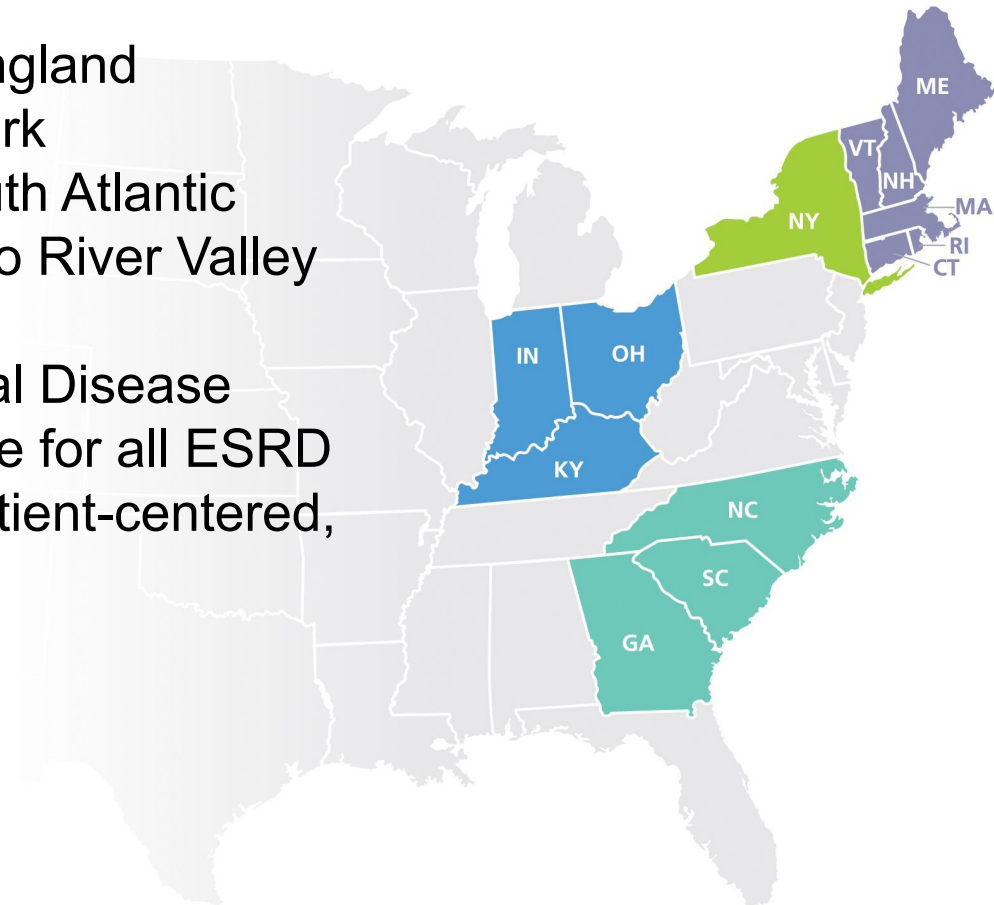 ngland
rk
uth Atlantic
o River Valley
al Disease
e for all ESRD
tient-centered,
ME
VT
NH
MA
NY
RI
CT
IN
OH
KY
NC
SC
GA